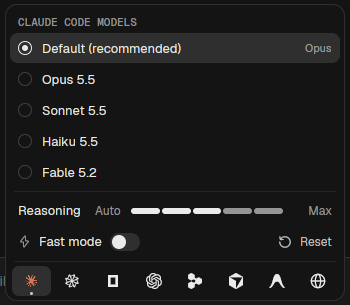 CLAUDE CODE MODELS
Default (recommended) Opus
Opus 5.5
Sonnet 5.5
Haiku 5.5
Fable 5.2
Reasoning Auto Max
Fast mode Reset